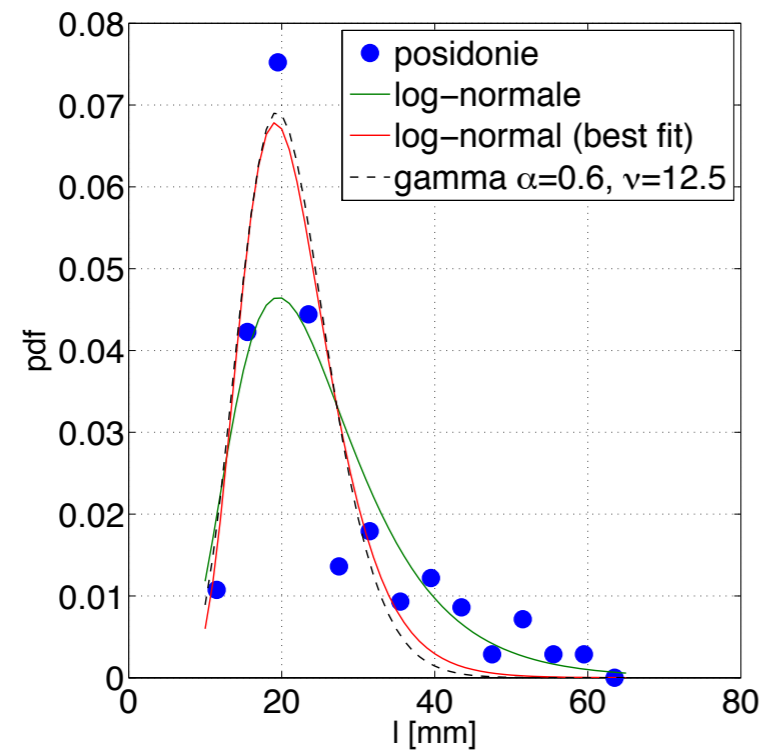 0.08
0.07
0.06
0.05
0.04
0.03
0.02
0.01
0
pdf
posidonie
log−normale
log−normal (best fit)
gamma α=0.6, ν=12.5
0 20 40 60 80
l [mm]